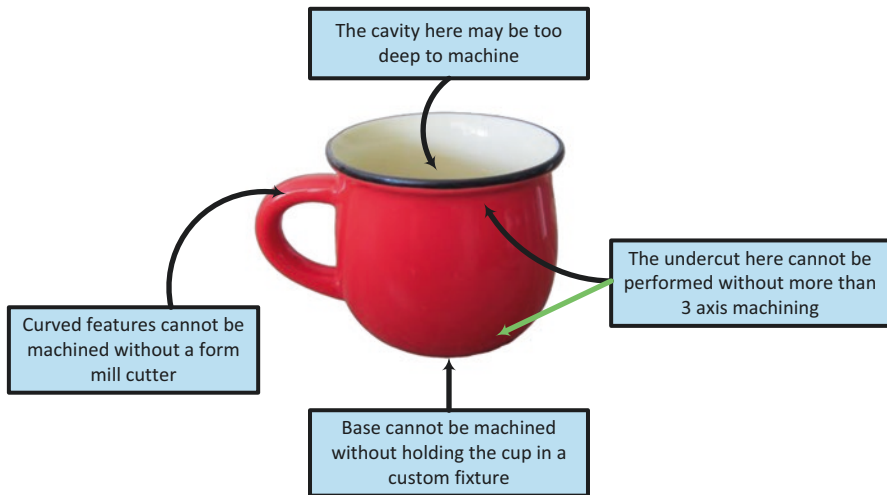 The cavity here may be too
deep to machine
The undercut here cannot be
performed without more than
3 axis machining
Curved features cannot be
machined without a form
mill cutter
Base cannot be machined
without holding the cup in a
custom fixture